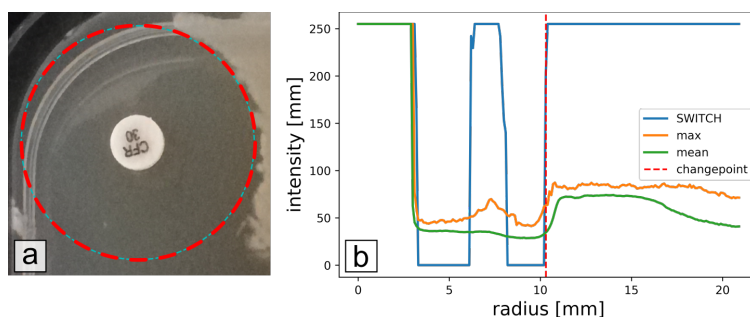 CFR
30
a
b
intensity [mm]
250
200
150
100
50
0
SWITCH
max
mean
changepoint
0
5
10
15
20
radius [mm]